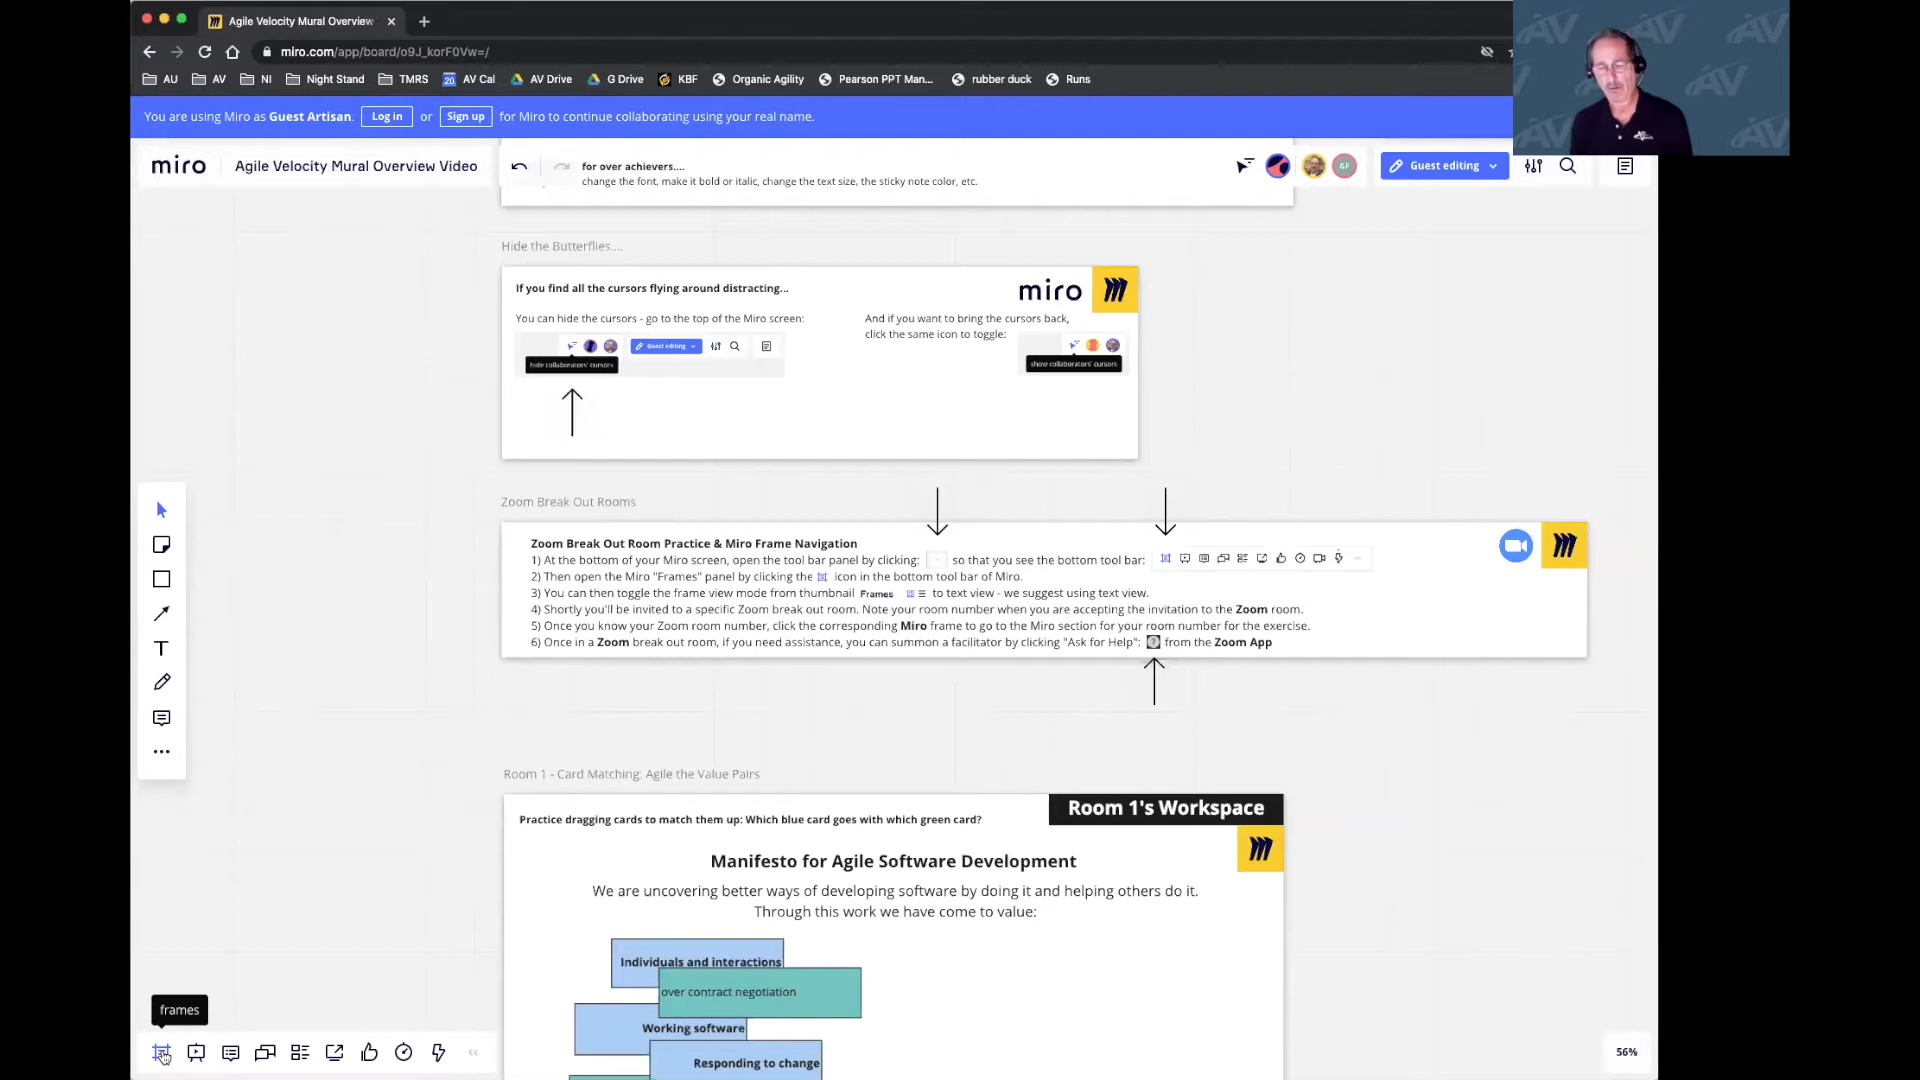 Agile Velocity Mural Overview
miro.com/app/board/o9J_korF0Vw=/
AU AV NI Night Stand TMRS AV Cal AV Drive G Drive KBF Organic Agility Pearson PPT Man... rubber duck Runs
You are using Miro as Guest Artisan. Log in or Sign up for Miro to continue collaborating using your real name.
miro Agile Velocity Mural Overview Video
for over achievers....
change the font, make it bold or italic, change the text size, the sticky note color, etc.
GF
Guest editing
Hide the Butterflies....
If you find all the cursors flying around distracting...
miro
You can hide the cursors - go to the top of the Miro screen:
Guest editing
hide collaborators' cursors
And if you want to bring the cursors back,
click the same icon to toggle:
show collaborators' cursors
Zoom Break Out Rooms
Zoom Break Out Room Practice & Miro Frame Navigation
1) At the bottom of your Miro screen, open the tool bar panel by clicking: so that you see the bottom tool bar:
2) Then open the Miro "Frames" panel by clicking the icon in the bottom tool bar of Miro.
3) You can then toggle the frame view mode from thumbnail Frames to text view - we suggest using text view.
4) Shortly you'll be invited to a specific Zoom break out room. Note your room number when you are accepting the invitation to the Zoom room.
5) Once you know your Zoom room number, click the corresponding Miro frame to go to the Miro section for your room number for the exercise.
6) Once in a Zoom break out room, if you need assistance, you can summon a facilitator by clicking "Ask for Help": from the Zoom App
Room 1 - Card Matching: Agile the Value Pairs
Room 1's Workspace
Practice dragging cards to match them up: Which blue card goes with which green card?
Manifesto for Agile Software Development
We are uncovering better ways of developing software by doing it and helping others do it.
Through this work we have come to value:
Individuals and interactions
over contract negotiation
Working software
Responding to change
frames
56%
AV